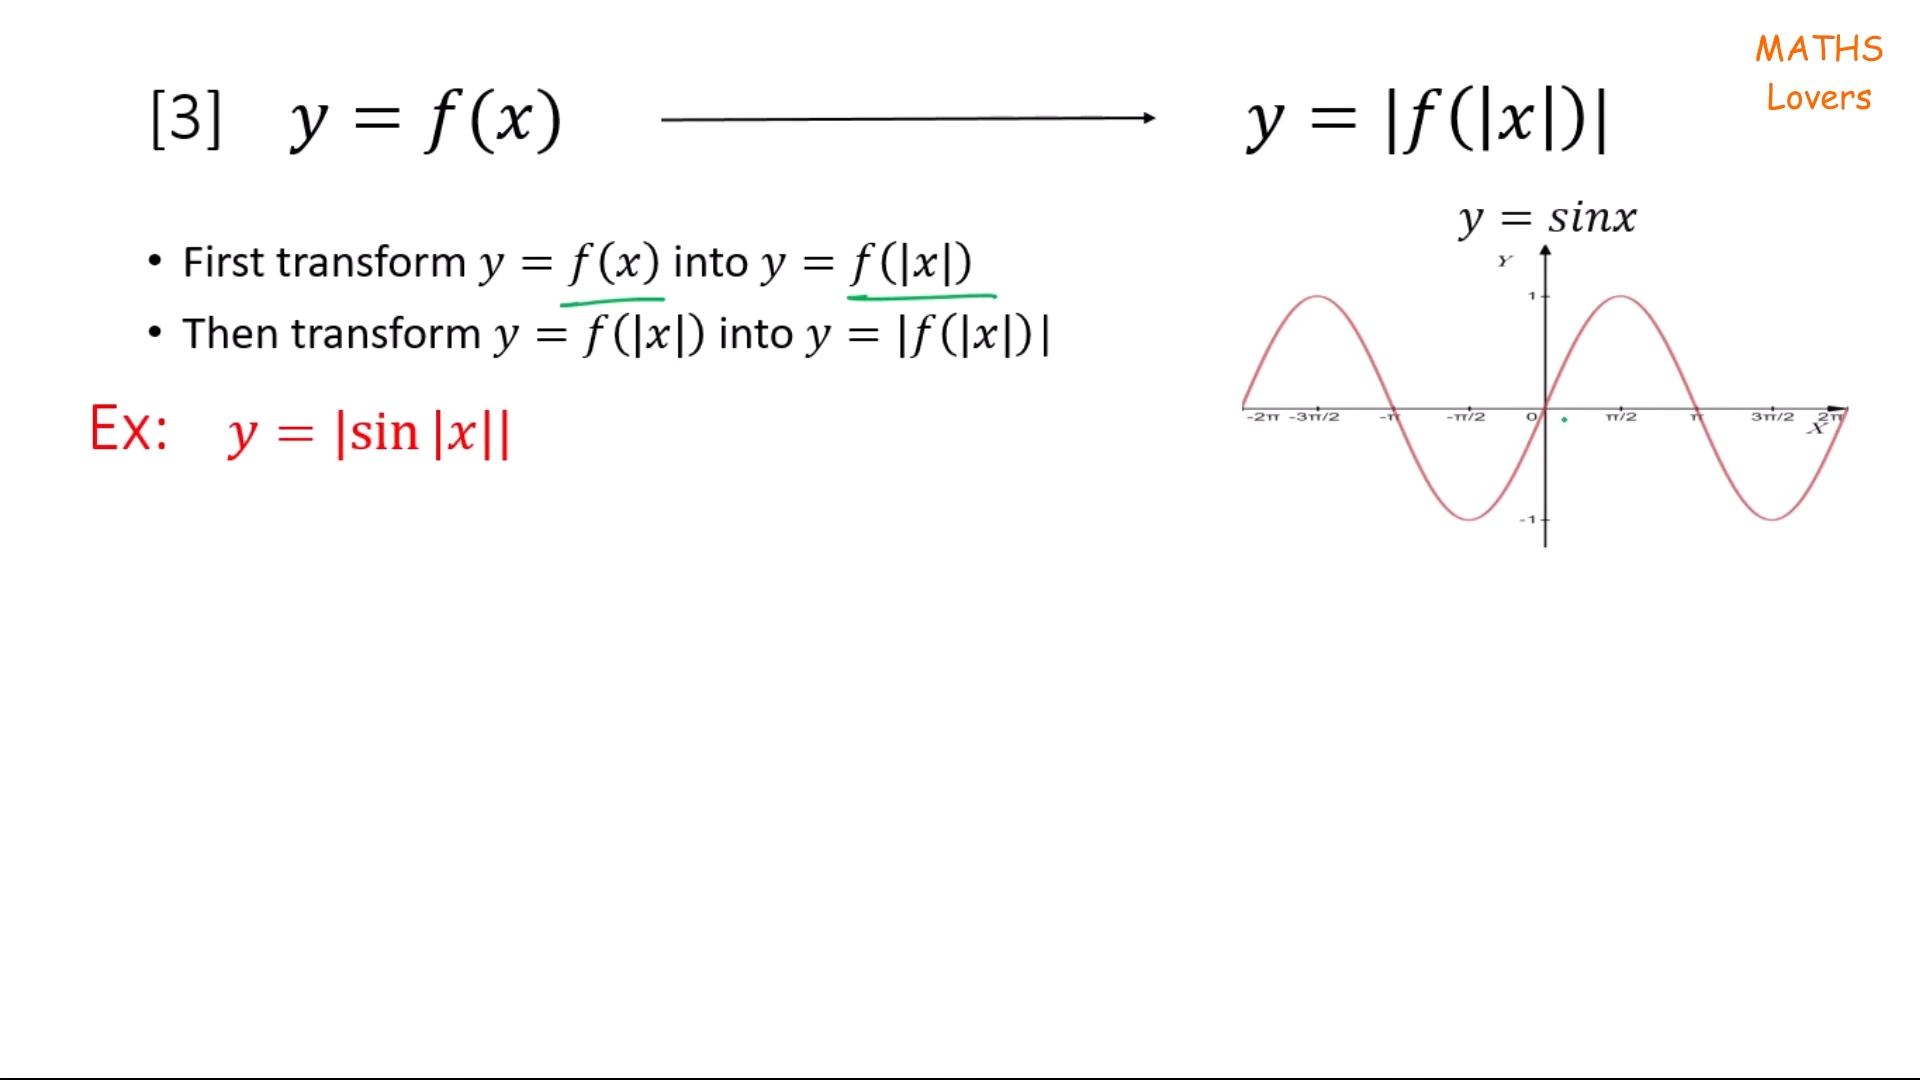 MATHS
Lovers
[3] y = f(x) y = |f(|x|)|
y = sinx
• First transform y = f(x) into y = f(|x|)
• Then transform y = f(|x|) into y = |f(|x|)|
Ex: y = |sin |x||
Y
1
-2π -3π/2 -π -π/2 0 π/2 π 3π/2 2π
X
-1